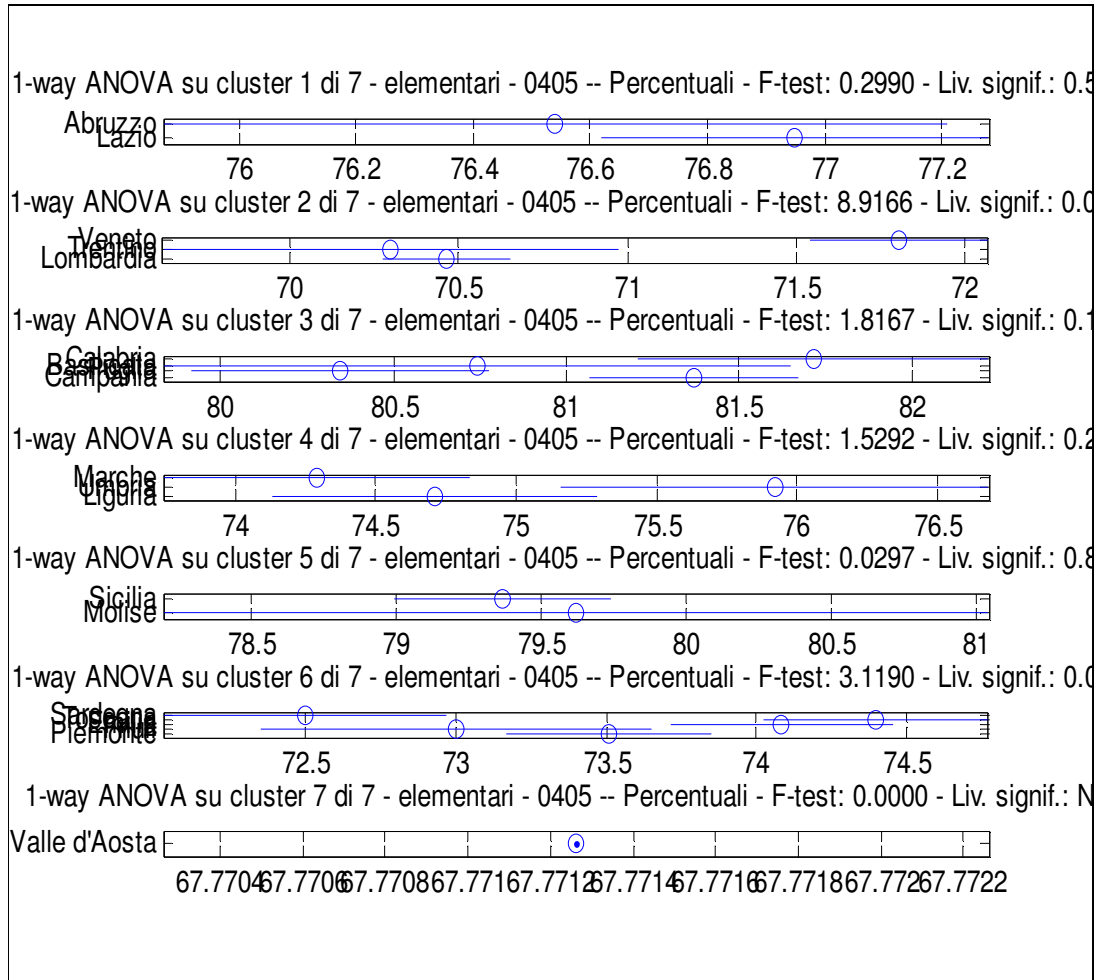 1-way ANOVA su cluster 1 di 7 - elementari - 0405 -- Percentuali - F-test: 0.2990 - Liv. signif.: 0.5
Abruzzo
Lazio
76 76.2 76.4 76.6 76.8 77 77.2
1-way ANOVA su cluster 2 di 7 - elementari - 0405 -- Percentuali - F-test: 8.9166 - Liv. signif.: 0.0
Veneto
Trentino
Lombardia
70 70.5 71 71.5 72
1-way ANOVA su cluster 3 di 7 - elementari - 0405 -- Percentuali - F-test: 1.8167 - Liv. signif.: 0.1
Calabria
Puglia
Campania
80 80.5 81 81.5 82
1-way ANOVA su cluster 4 di 7 - elementari - 0405 -- Percentuali - F-test: 1.5292 - Liv. signif.: 0.2
Marche
Umbria
Liguria
74 74.5 75 75.5 76 76.5
1-way ANOVA su cluster 5 di 7 - elementari - 0405 -- Percentuali - F-test: 0.0297 - Liv. signif.: 0.8
Sicilia
Molise
78.5 79 79.5 80 80.5 81
1-way ANOVA su cluster 6 di 7 - elementari - 0405 -- Percentuali - F-test: 3.1190 - Liv. signif.: 0.0
Sardegna
Toscana
Piemonte
72.5 73 73.5 74 74.5
1-way ANOVA su cluster 7 di 7 - elementari - 0405 -- Percentuali - F-test: 0.0000 - Liv. signif.: N
Valle d'Aosta
67.7704 67.7706 67.7708 67.771 67.7712 67.7714 67.7716 67.7718 67.772 67.7722